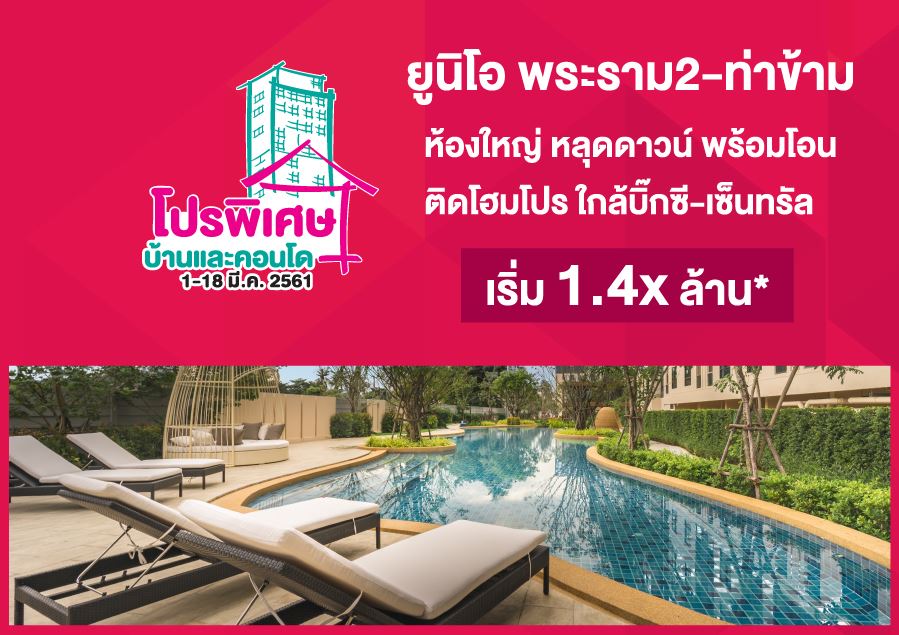 ยูนิโอ พระราม2-ท่าข้าม
ห้องใหญ่ หลุดดาวน์ พร้อมโอน
ติดโฮมโปร ใกล้บิ๊กซี-เซ็นทรัล
เริ่ม 1.4x ล้าน*
โปรพิเศษ
บ้านและคอนโด
1-18 มี.ค. 2561